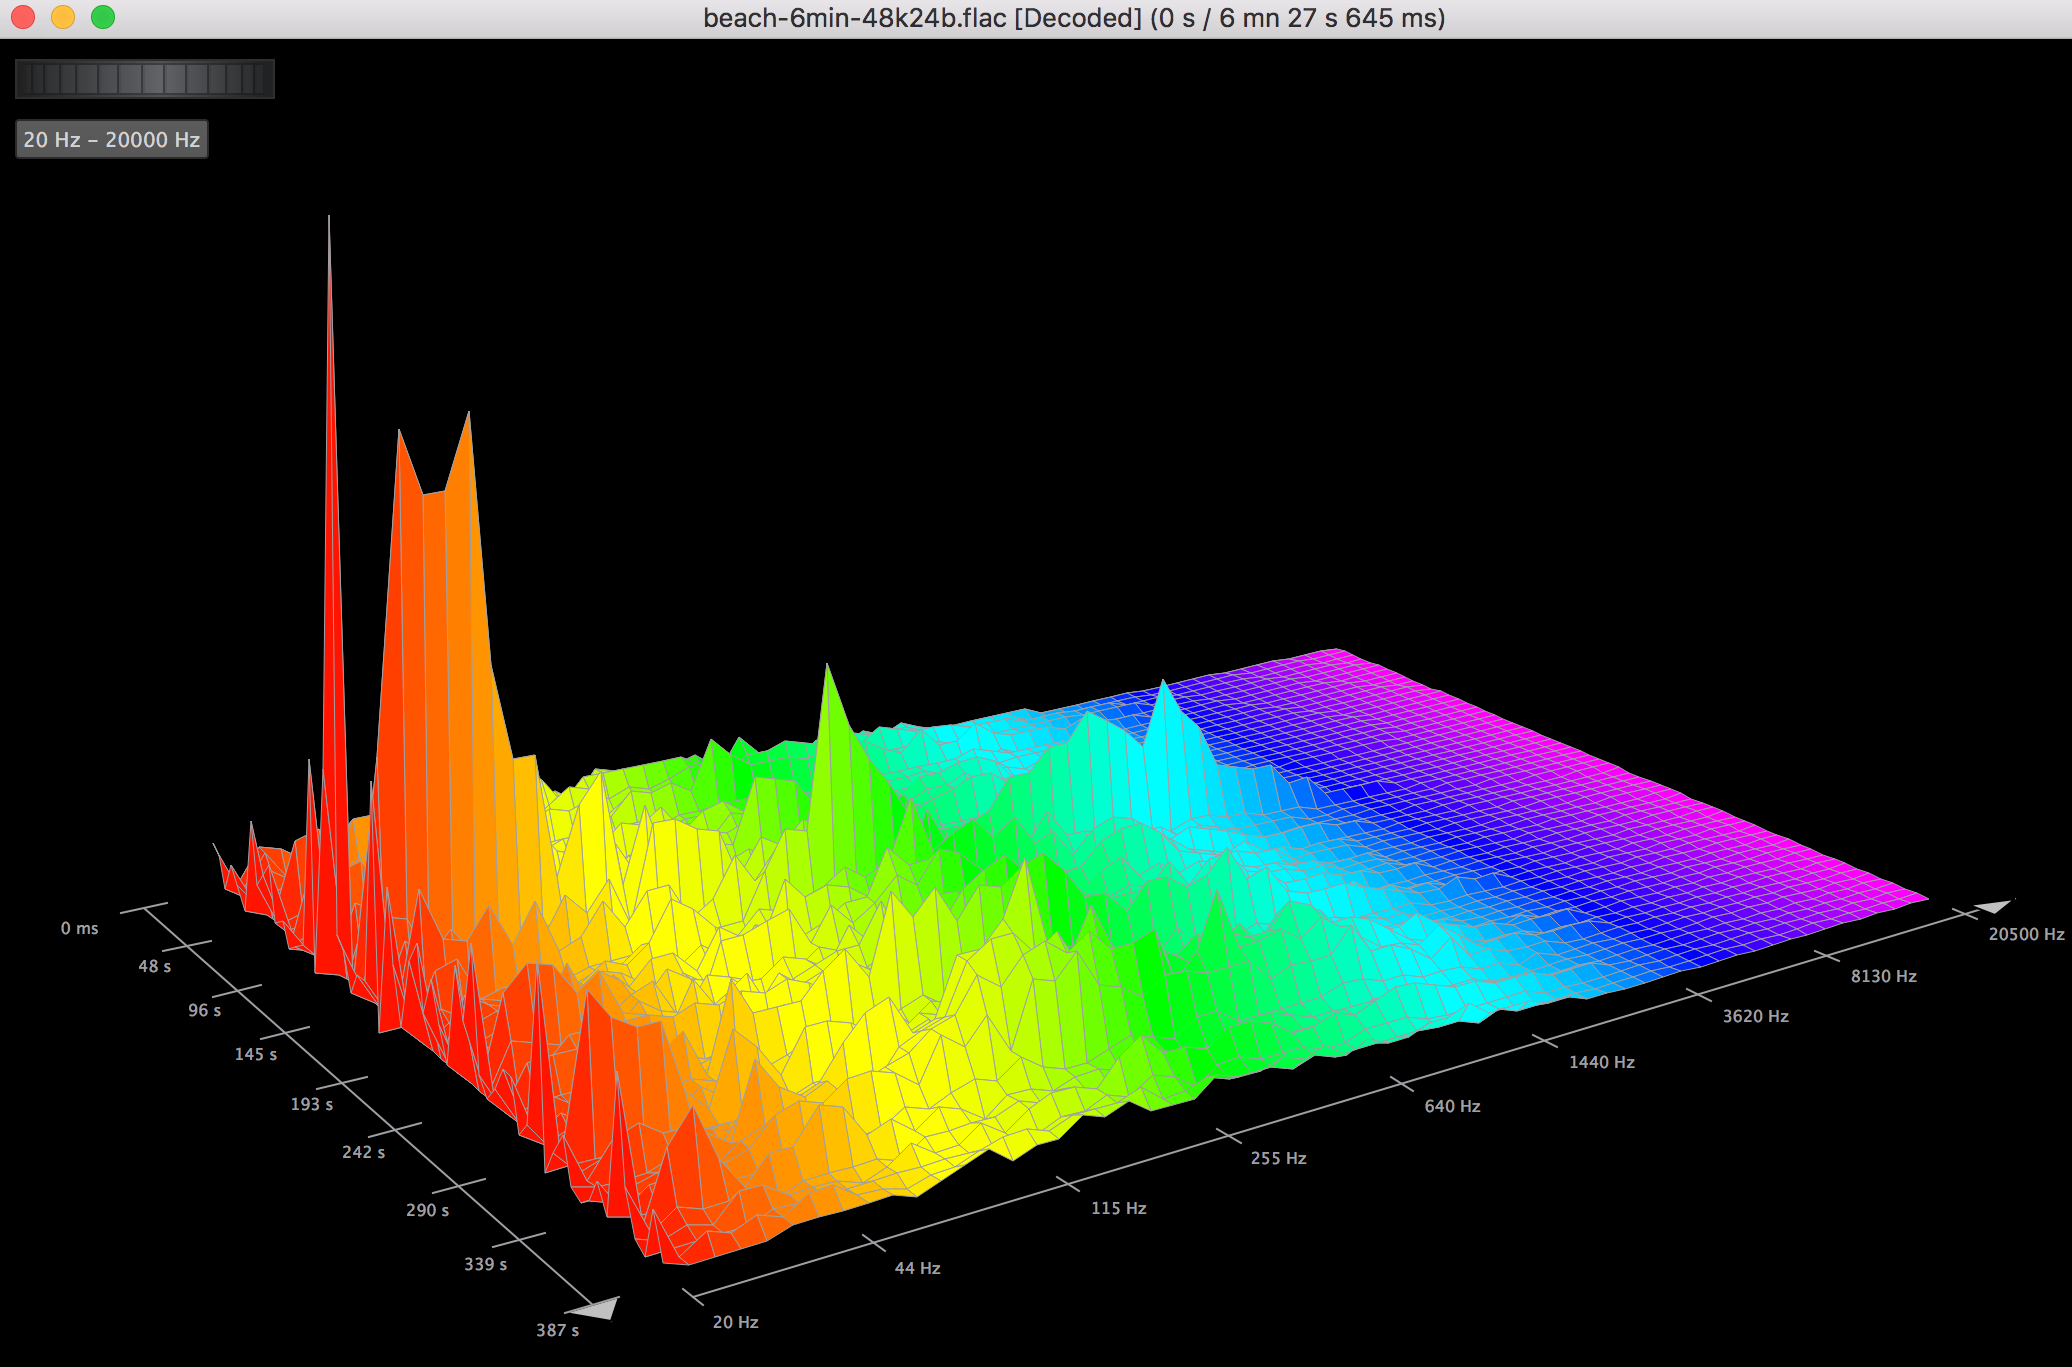 beach-6min-48k24b.flac [Decoded] (0 s / 6 mn 27 s 645 ms)
20 Hz – 20000 Hz
0 ms
48 s
96 s
145 s
193 s
242 s
290 s
339 s
387 s
20 Hz
44 Hz
115 Hz
255 Hz
640 Hz
1440 Hz
3620 Hz
8130 Hz
20500 Hz